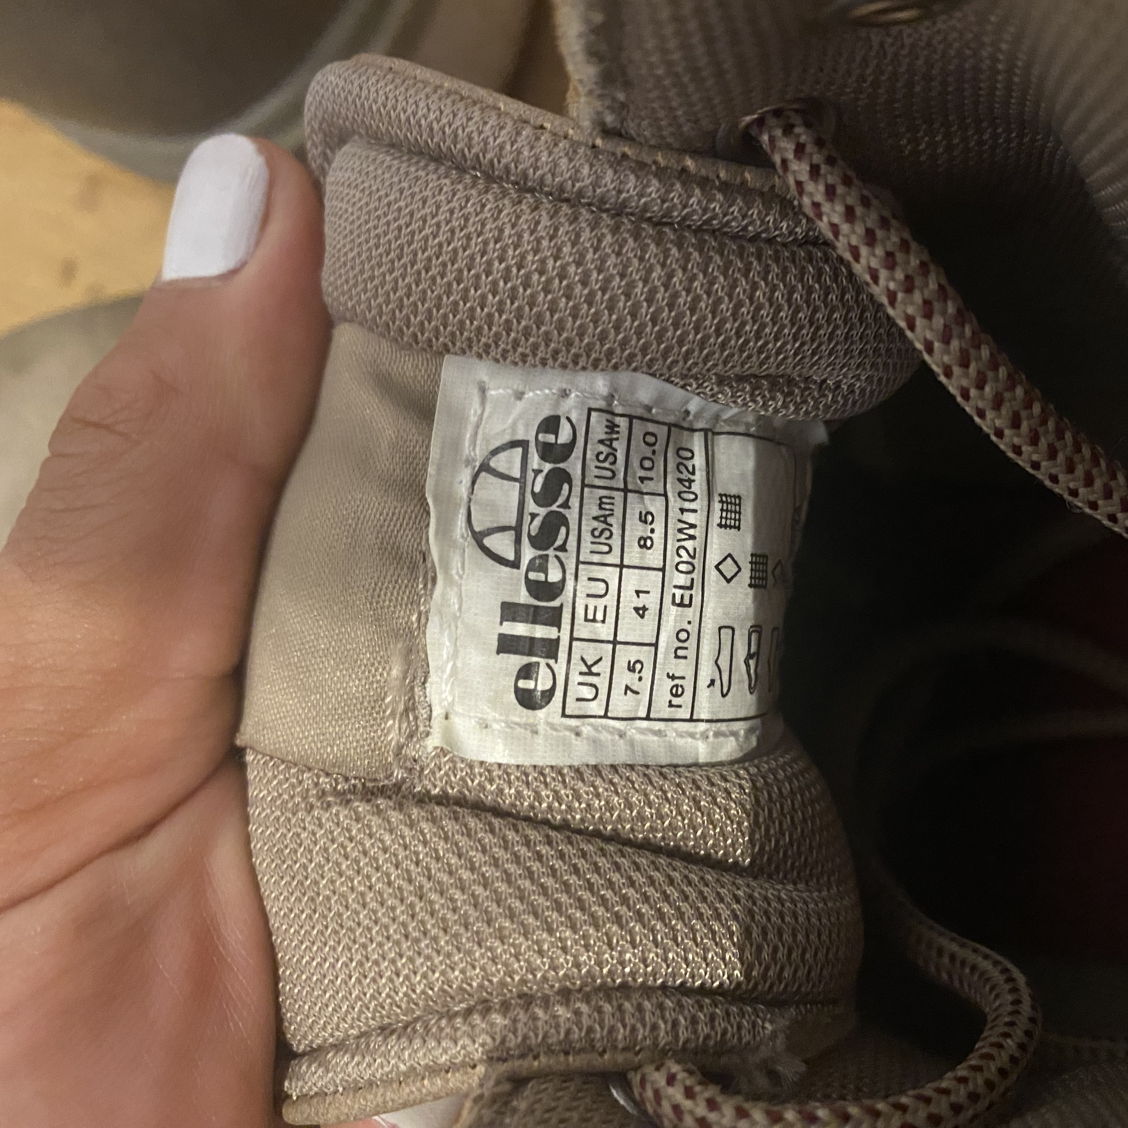 ellesse
UK EU USAm USAw
7.5 41 8.5 10.0
ref no. EL02W10420